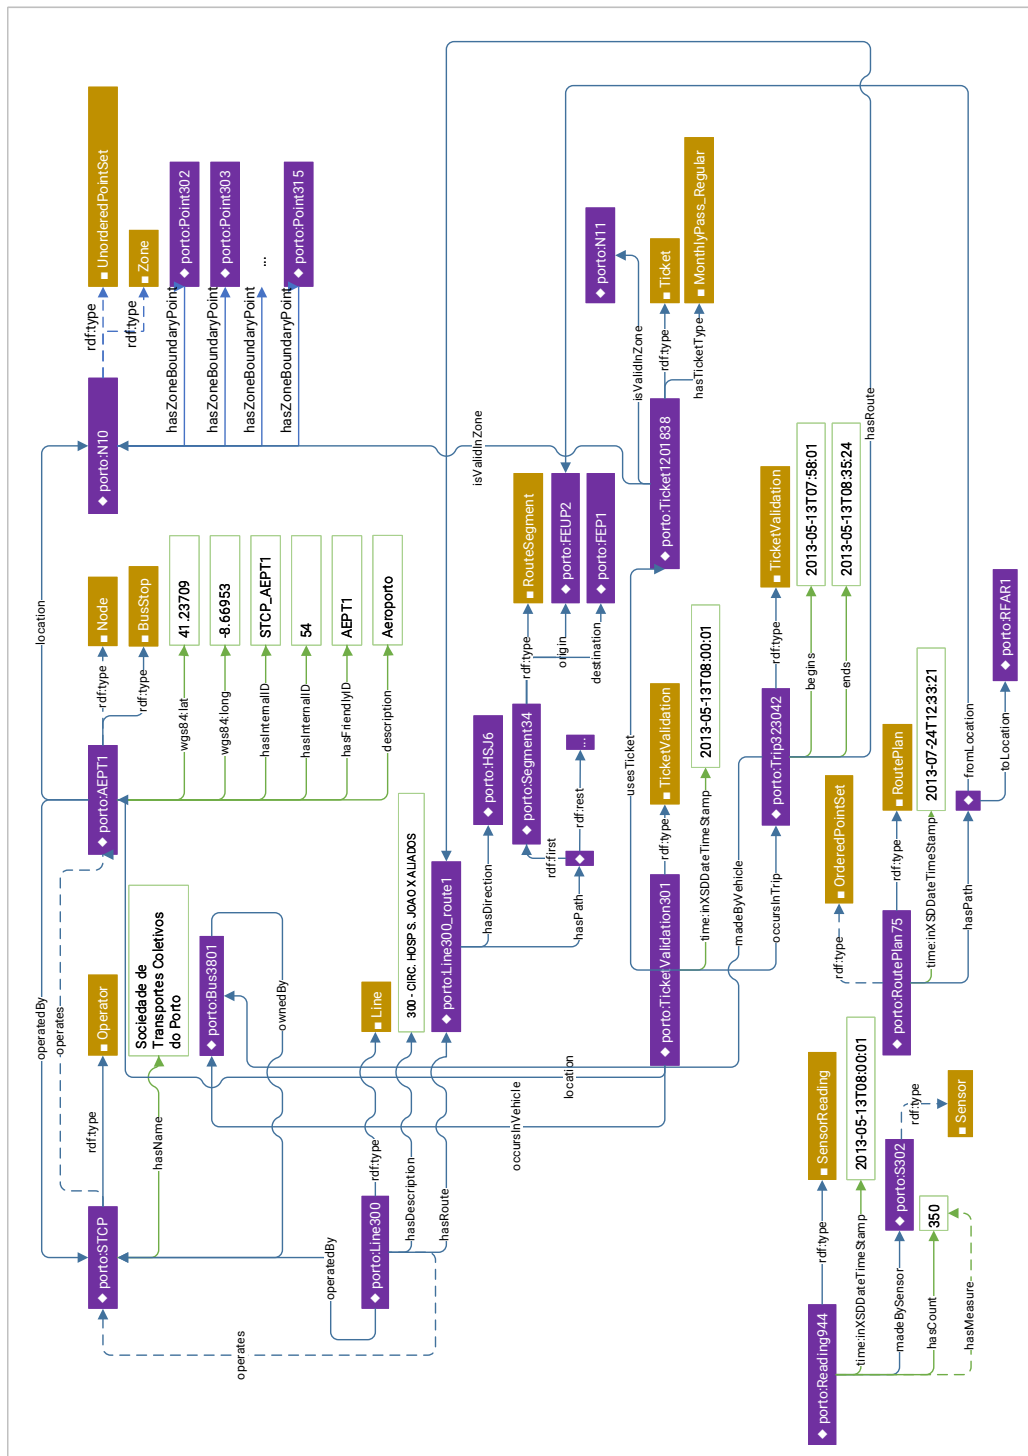 porto:STCP
operatedBy
operates
rdf:type
Operator
hasName
Sociedade de
Transportes Coletivos
do Porto
porto:AEPT1
location
rdf:type
Node
rdf:type
BusStop
wgs84:lat
41.23709
wgs84:long
-8.66953
hasInternalID
STCP_AEPT1
hasInternalID
54
hasFriendlyID
AEPT1
description
Aeroporto
porto:N10
rdf:type
UnorderedPointSet
rdf:type
Zone
hasZoneBoundaryPoint
porto:Point302
hasZoneBoundaryPoint
porto:Point303
hasZoneBoundaryPoint
...
hasZoneBoundaryPoint
porto:Point315
porto:Bus3801
ownedBy
operates
operatedBy
porto:Line300
rdf:type
Line
hasDescription
300 - CIRC. HOSP S. JOAO X ALIADOS
hasRoute
porto:Line300_route1
hasDirection
porto:HSJ6
hasPath
rdf:first
rdf:rest
...
porto:Segment34
rdf:type
RouteSegment
origin
porto:FEUP2
destination
porto:FEP1
isValidInZone
occursInVehicle
location
porto:TicketValidation301
usesTicket
rdf:type
TicketValidation
time:inXSDDateTimeStamp
2013-05-13T08:00:01
madeByVehicle
occursInTrip
porto:Ticket1201838
isValidInZone
porto:N11
rdf:type
Ticket
hasTicketType
MonthlyPass_Regular
porto:Trip323042
rdf:type
TicketValidation
begins
2013-05-13T07:58:01
ends
2013-05-13T08:35:24
hasRoute
porto:RoutePlan75
rdf:type
OrderedPointSet
rdf:type
RoutePlan
time:inXSDDateTimeStamp
2013-07-24T12:33:21
hasPath
fromLocation
toLocation
porto:RFAR1
porto:Reading944
rdf:type
SensorReading
time:inXSDDateTimeStamp
2013-05-13T08:00:01
madeBySensor
porto:S302
rdf:type
Sensor
hasCount
350
hasMeasure